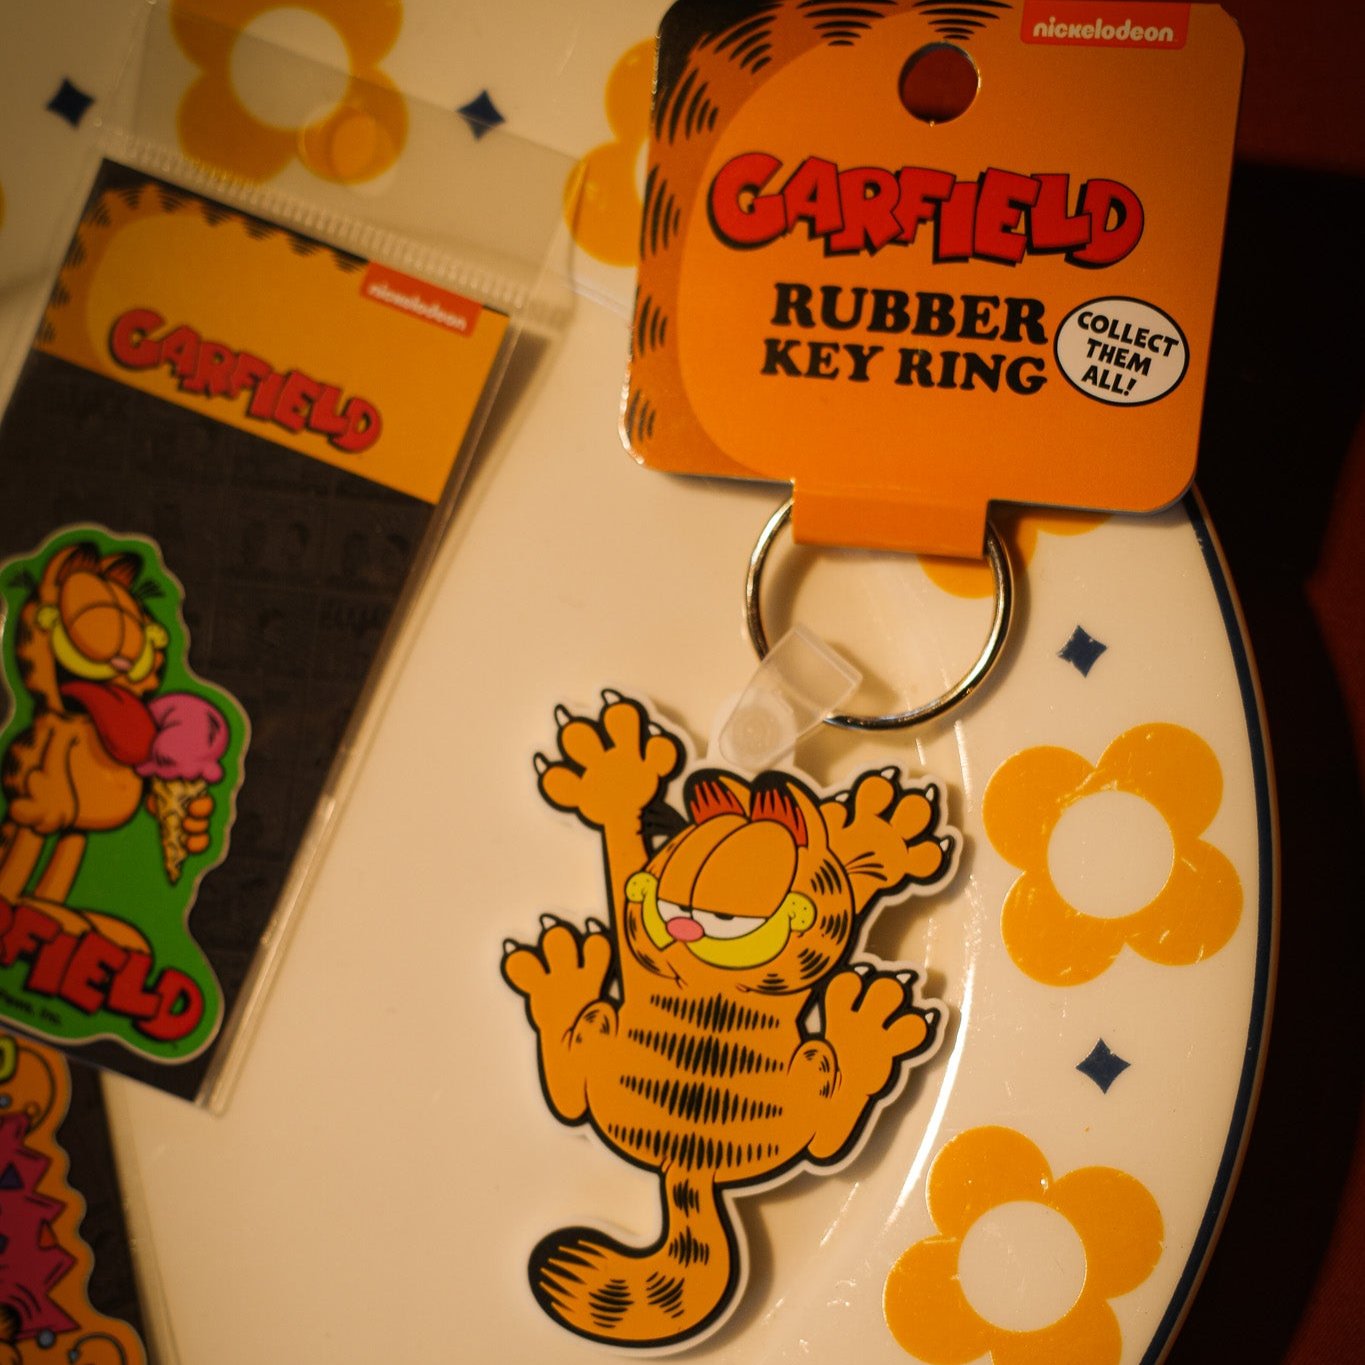 nickelodeon
GARFIELD
RUBBER
KEY RING
COLLECT
THEM
ALL!
nickelodeon
GARFIELD
RFIELD